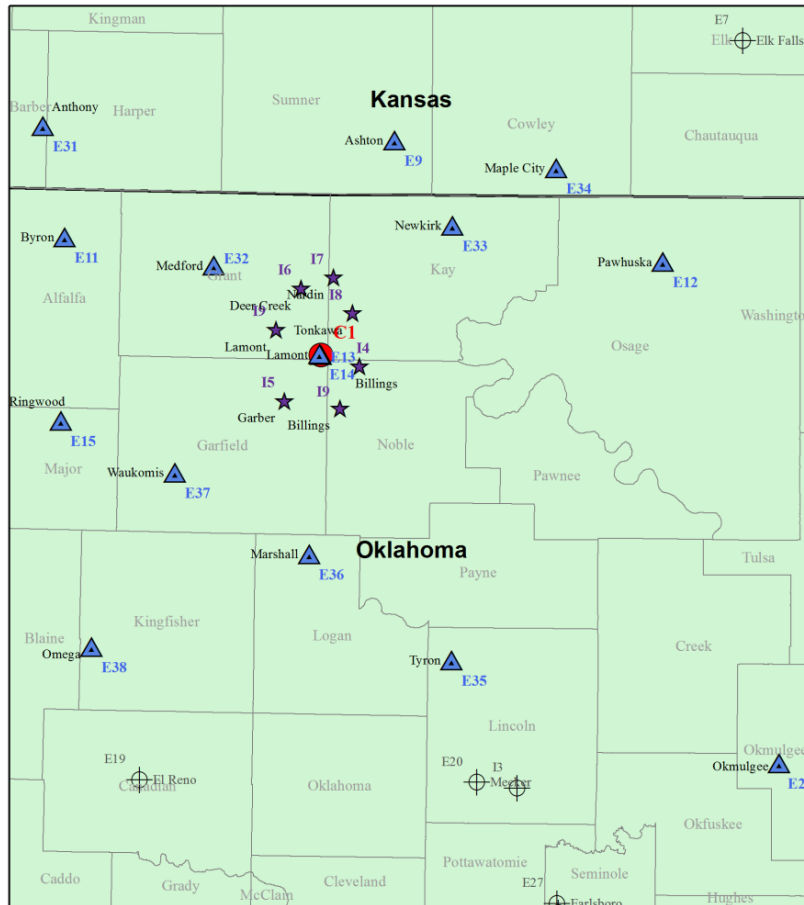 Kingman
E7
Elk
Elk Falls
Barber
Anthony
Harper
Sumner
Kansas
Cowley
Chautauqua
E31
Ashton
E9
Maple City
E34
Byron
E11
Medford
E32
Grant
Newkirk
E33
Kay
Pawhuska
E12
Alfalfa
I6
I7
Nardin
I8
Deer Creek
I9
Tonkawa
C1
Washington
Osage
Lamont
Lamont
E13
E14
I4
Billings
Ringwood
E15
I5
I9
Garber
Billings
Major
Garfield
Noble
Waukomis
E37
Pawnee
Marshall
E36
Oklahoma
Payne
Tulsa
Blaine
Kingfisher
Logan
Creek
Omega
E38
Tyron
E35
Lincoln
Okmulgee
E19
El Reno
Canadian
Oklahoma
E20
I3
Meeker
Okmulgee
E2
Okfuskee
Caddo
Grady
McClain
Cleveland
Pottawatomie
Seminole
E27
Earlsboro
Hughes